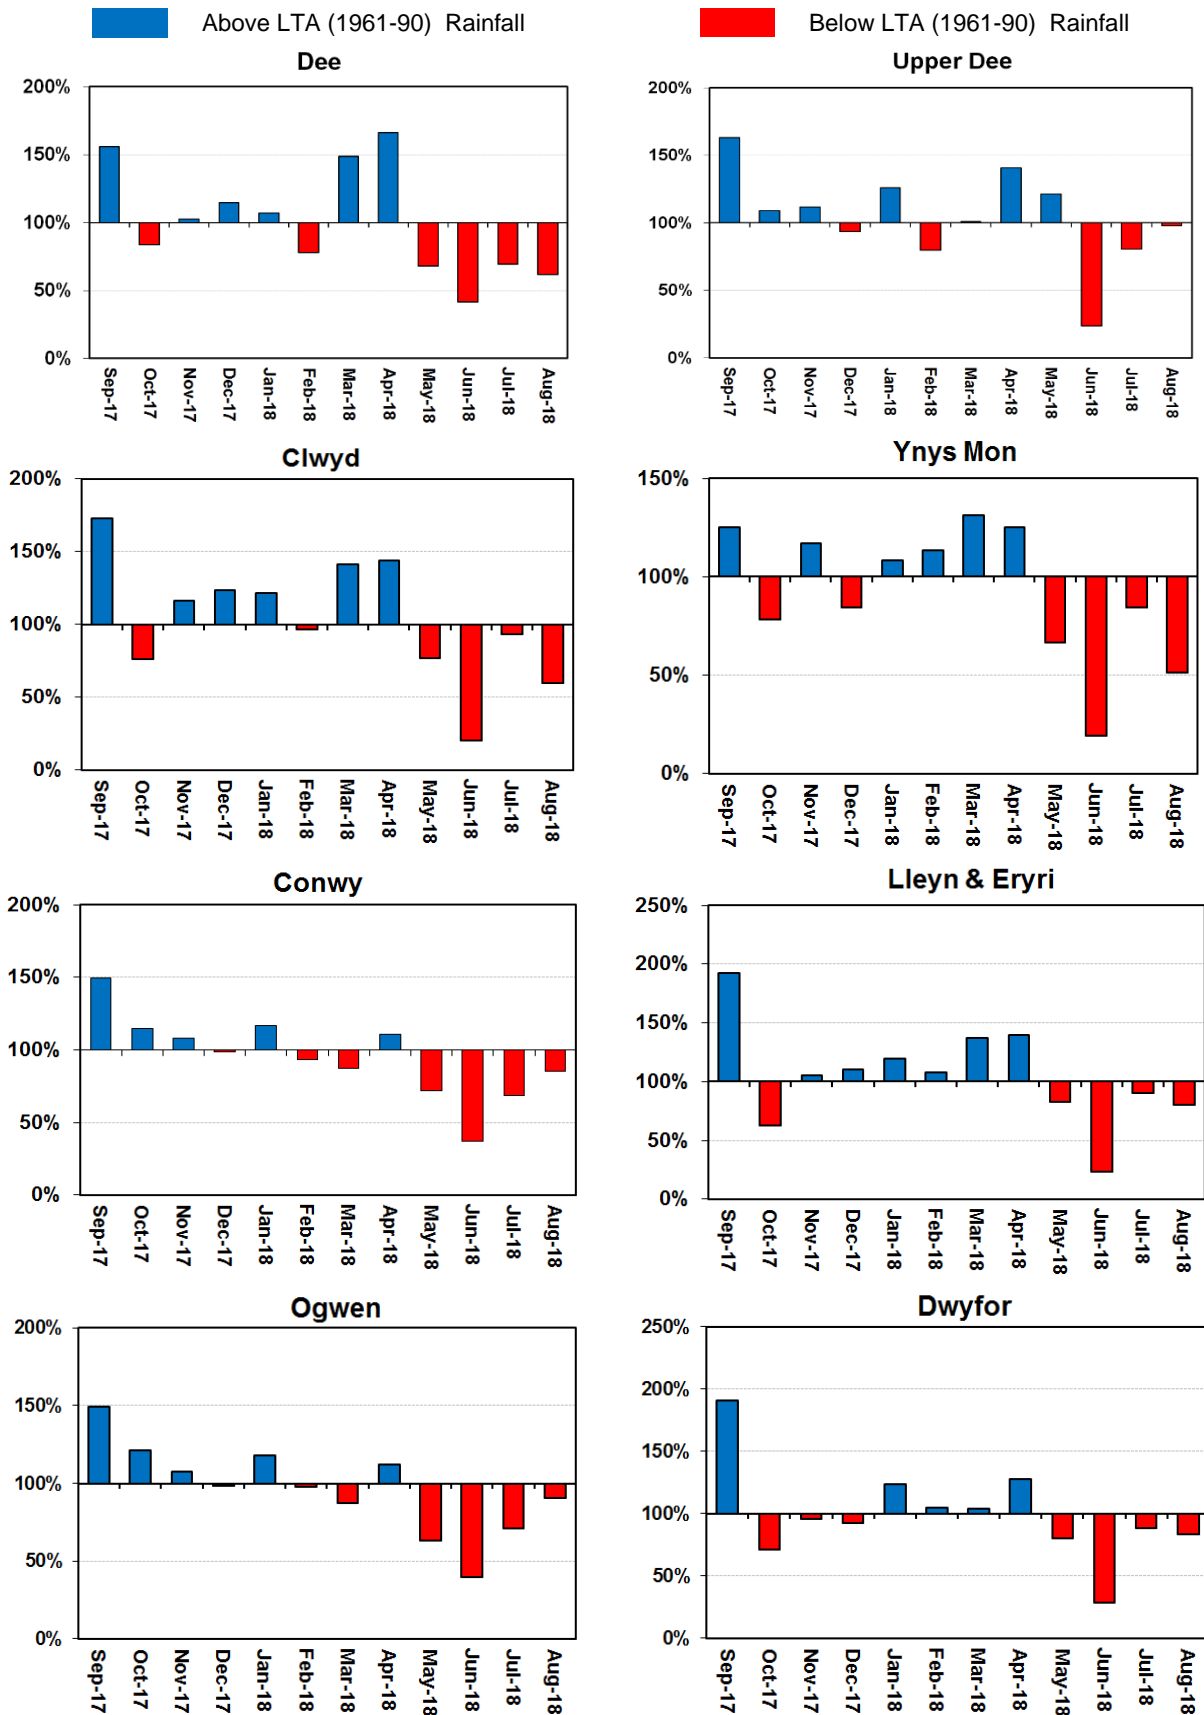 Above LTA (1961-90) Rainfall
Below LTA (1961-90) Rainfall
Dee
200%
150%
100%
50%
0%
Sep-17
Oct-17
Nov-17
Dec-17
Jan-18
Feb-18
Mar-18
Apr-18
May-18
Jun-18
Jul-18
Aug-18
Upper Dee
200%
150%
100%
50%
0%
Sep-17
Oct-17
Nov-17
Dec-17
Jan-18
Feb-18
Mar-18
Apr-18
May-18
Jun-18
Jul-18
Aug-18
Clwyd
200%
150%
100%
50%
0%
Sep-17
Oct-17
Nov-17
Dec-17
Jan-18
Feb-18
Mar-18
Apr-18
May-18
Jun-18
Jul-18
Aug-18
Ynys Mon
150%
100%
50%
0%
Sep-17
Oct-17
Nov-17
Dec-17
Jan-18
Feb-18
Mar-18
Apr-18
May-18
Jun-18
Jul-18
Aug-18
Conwy
200%
150%
100%
50%
0%
Sep-17
Oct-17
Nov-17
Dec-17
Jan-18
Feb-18
Mar-18
Apr-18
May-18
Jun-18
Jul-18
Aug-18
Lleyn & Eryri
250%
200%
150%
100%
50%
0%
Sep-17
Oct-17
Nov-17
Dec-17
Jan-18
Feb-18
Mar-18
Apr-18
May-18
Jun-18
Jul-18
Aug-18
Ogwen
200%
150%
100%
50%
0%
Sep-17
Oct-17
Nov-17
Dec-17
Jan-18
Feb-18
Mar-18
Apr-18
May-18
Jun-18
Jul-18
Aug-18
Dwyfor
250%
200%
150%
100%
50%
0%
Sep-17
Oct-17
Nov-17
Dec-17
Jan-18
Feb-18
Mar-18
Apr-18
May-18
Jun-18
Jul-18
Aug-18